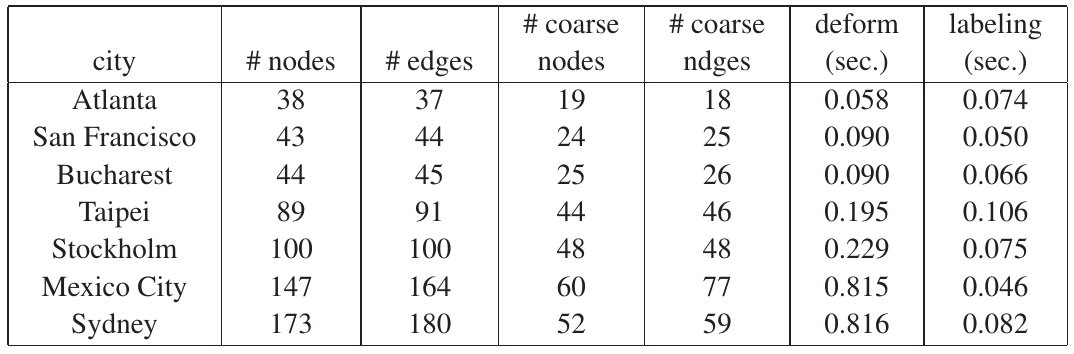 # coarse # coarse deform labeling
city # nodes # edges nodes ndges (sec.) (sec.)
Atlanta 38 37 19 18 0.058 0.074
San Francisco 43 44 24 25 0.090 0.050
Bucharest 44 45 25 26 0.090 0.066
Taipei 89 91 44 46 0.195 0.106
Stockholm 100 100 48 48 0.229 0.075
Mexico City 147 164 60 77 0.815 0.046
Sydney 173 180 52 59 0.816 0.082